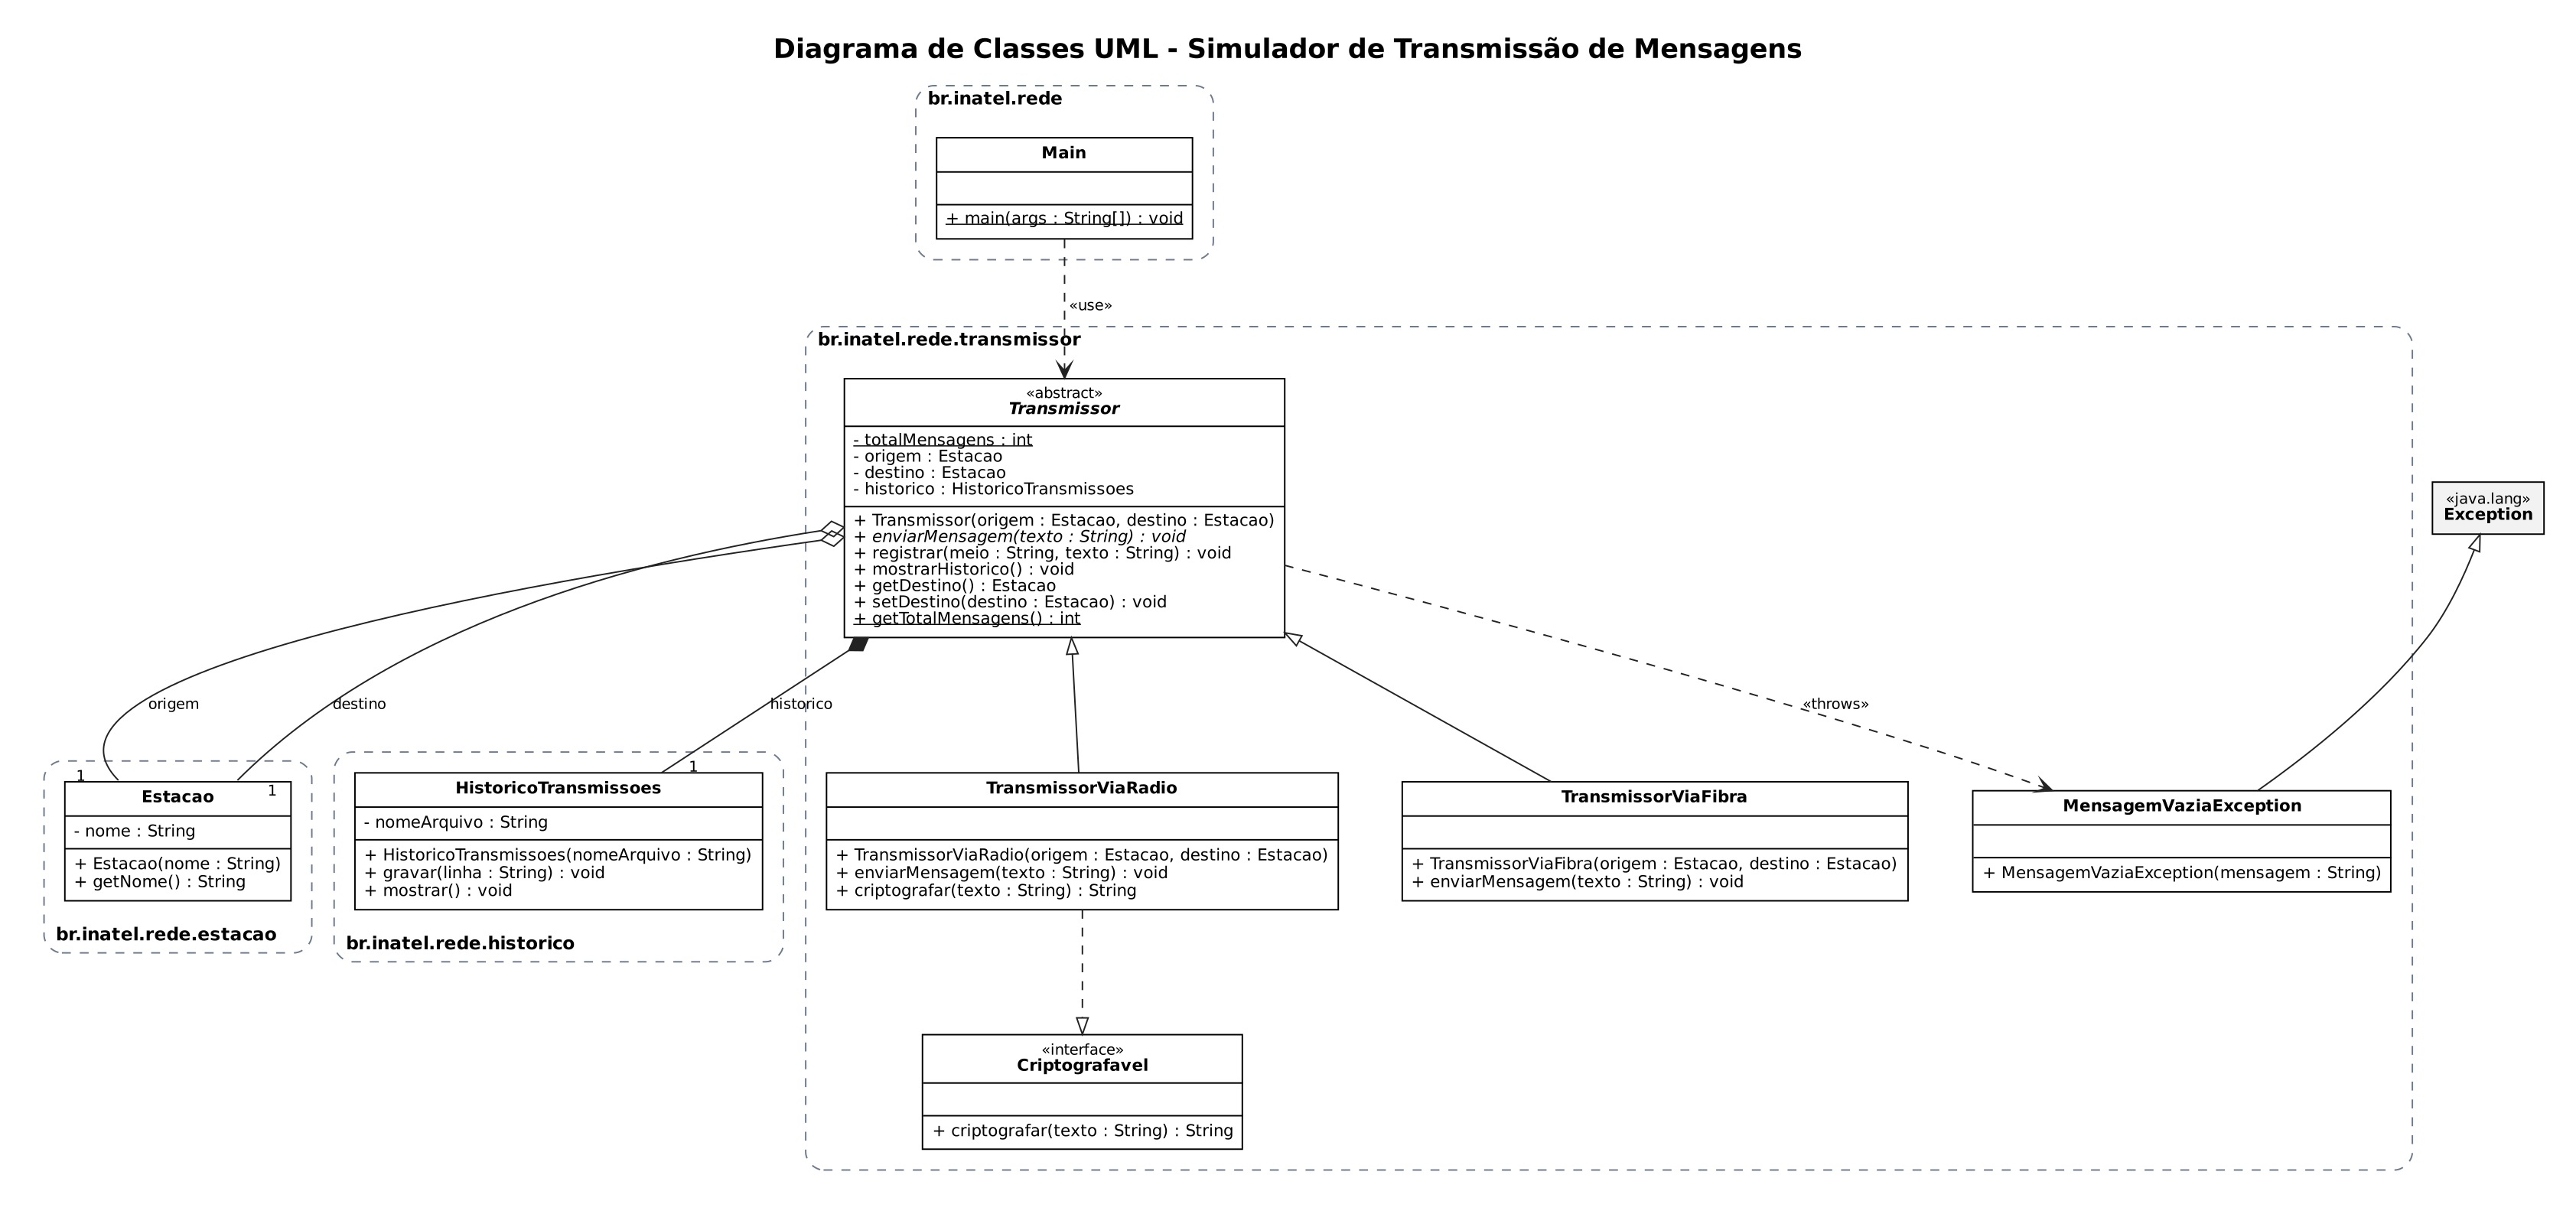 Diagrama de Classes UML - Simulador de Transmissão de Mensagens
br.inatel.rede
Main
+ main(args : String[]) : void
«use»
br.inatel.rede.transmissor
«abstract»
Transmissor
- totalMensagens : int
- origem : Estacao
- destino : Estacao
- historico : HistoricoTransmissoes
+ Transmissor(origem : Estacao, destino : Estacao)
+ enviarMensagem(texto : String) : void
+ registrar(meio : String, texto : String) : void
+ mostrarHistorico() : void
+ getDestino() : Estacao
+ setDestino(destino : Estacao) : void
+ getTotalMensagens() : int
«java.lang»
Exception
origem
destino
historico
«throws»
1
1
Estacao
- nome : String
+ Estacao(nome : String)
+ getNome() : String
br.inatel.rede.estacao
1
HistoricoTransmissoes
- nomeArquivo : String
+ HistoricoTransmissoes(nomeArquivo : String)
+ gravar(linha : String) : void
+ mostrar() : void
br.inatel.rede.historico
TransmissorViaRadio
+ TransmissorViaRadio(origem : Estacao, destino : Estacao)
+ enviarMensagem(texto : String) : void
+ criptografar(texto : String) : String
TransmissorViaFibra
+ TransmissorViaFibra(origem : Estacao, destino : Estacao)
+ enviarMensagem(texto : String) : void
MensagemVaziaException
+ MensagemVaziaException(mensagem : String)
«interface»
Criptografavel
+ criptografar(texto : String) : String